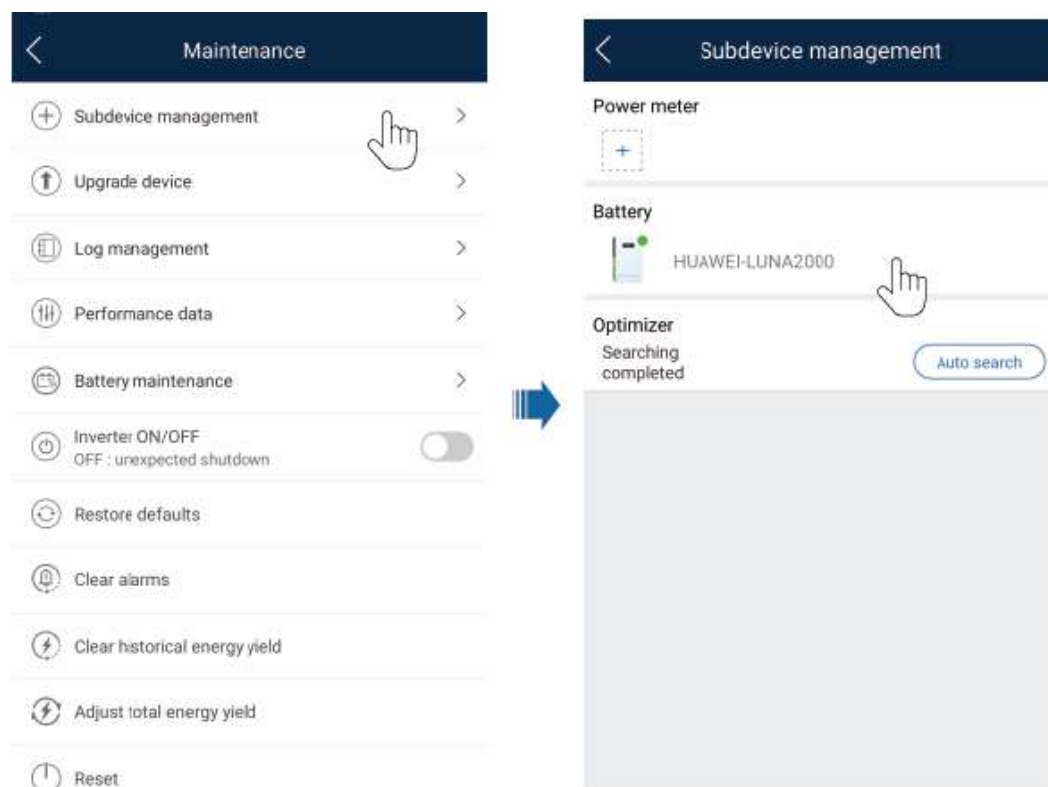 Maintenance
Subdevice management
Upgrade device
Log management
Performance data
Battery maintenance
Inverter ON/OFF
OFF : unexpected shutdown
Restore defaults
Clear alarms
Clear historical energy yield
Adjust total energy yield
Reset
Subdevice management
Power meter
+
Battery
HUAWEI-LUNA2000
Optimizer
Searching
completed
Auto search